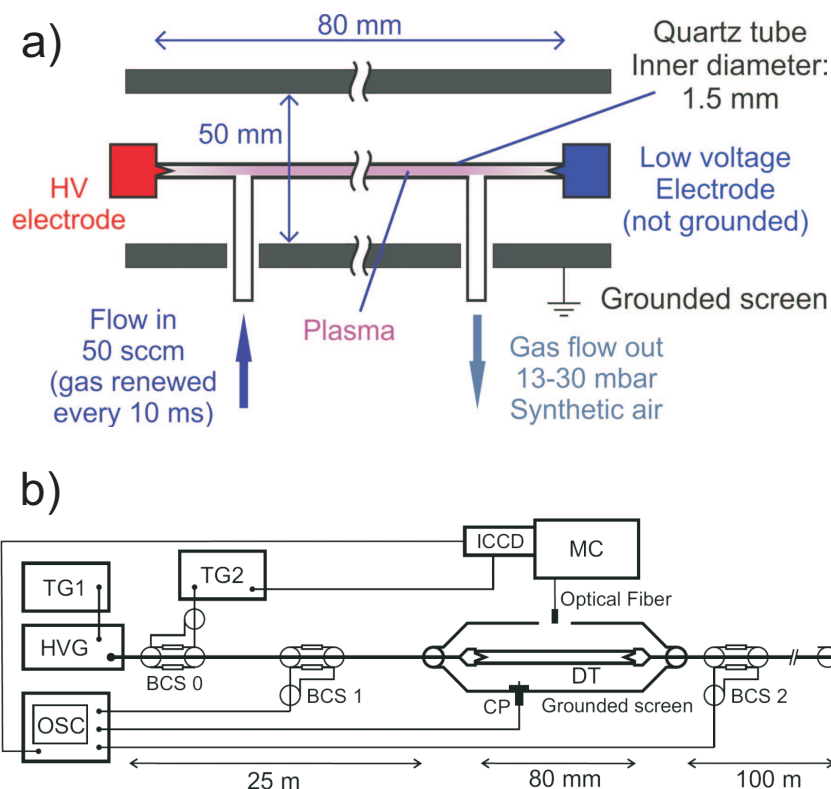 a)
80 mm
Quartz tube
Inner diameter:
1.5 mm
50 mm
HV
electrode
Low voltage
Electrode
(not grounded)
Plasma
Grounded screen
Flow in
50 sccm
(gas renewed
every 10 ms)
Gas flow out
13-30 mbar
Synthetic air
b)
ICCD
MC
TG1
TG2
Optical Fiber
HVG
BCS 0
BCS 1
DT
BCS 2
OSC
CP
Grounded screen
25 m
80 mm
100 m